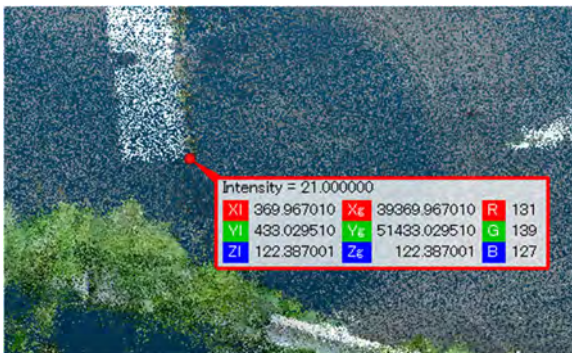 Intensity = 21.000000
Xl 369.967010 Xg 39369.967010 R 131
Yl 433.029510 Yg 51433.029510 G 139
Zl 122.387001 Zg 122.387001 B 127